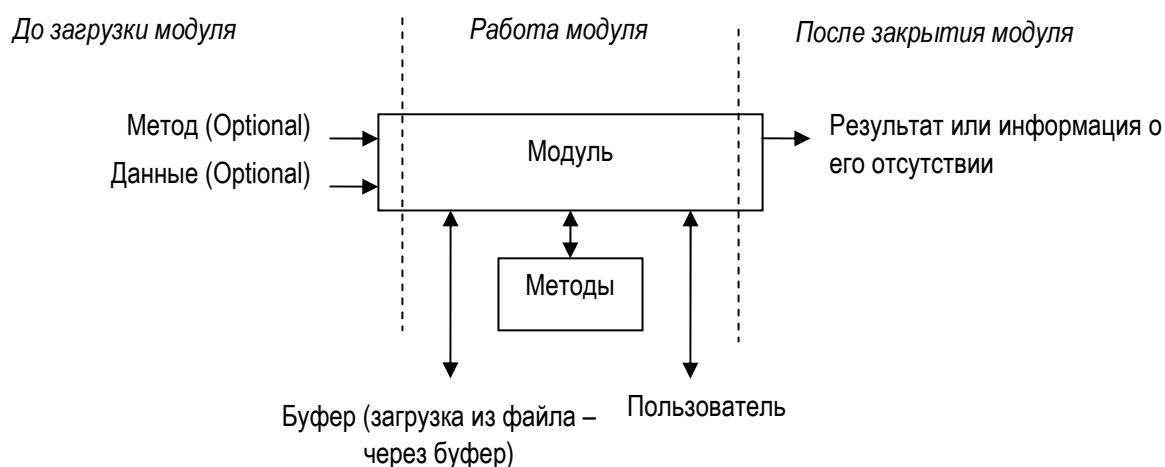 До загрузки модуля
Работа модуля
После закрытия модуля
Метод (Optional)
Данные (Optional)
Модуль
Результат или информация о
его отсутствии
Методы
Буфер (загрузка из файла –
через буфер)
Пользователь